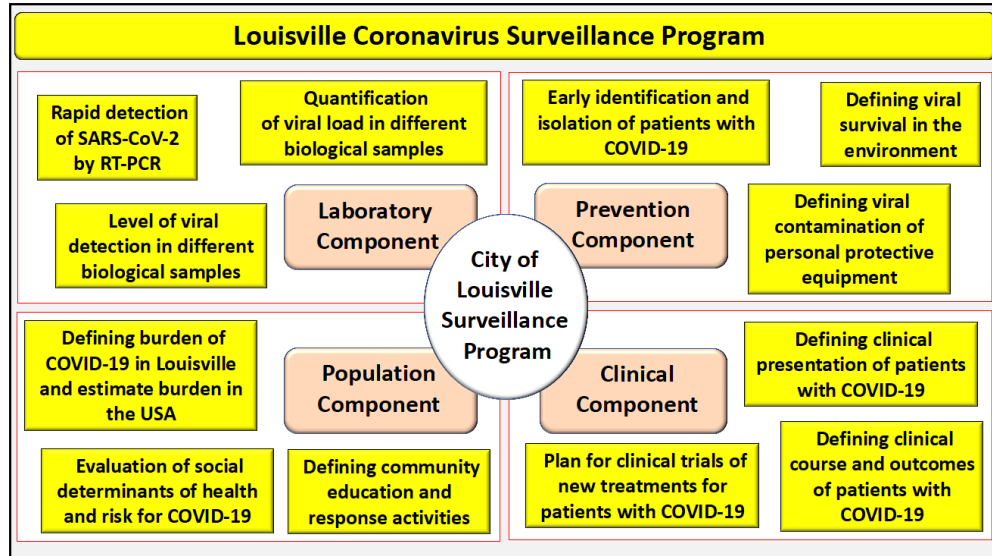 Louisville Coronavirus Surveillance Program
Rapid detection
of SARS-CoV-2
by RT-PCR
Quantification
of viral load in different
biological samples
Level of viral
detection in different
biological samples
Laboratory
Component
Early identification and
isolation of patients with
COVID-19
Defining viral
survival in the
environment
Prevention
Component
Defining viral
contamination of
personal protective
equipment
City of
Louisville
Surveillance
Program
Defining burden of
COVID-19 in Louisville
and estimate burden in
the USA
Population
Component
Evaluation of social
determinants of health
and risk for COVID-19
Defining community
education and
response activities
Clinical
Component
Defining clinical
presentation of patients
with COVID-19
Plan for clinical trials of
new treatments for
patients with COVID-19
Defining clinical
course and outcomes
of patients with
COVID-19